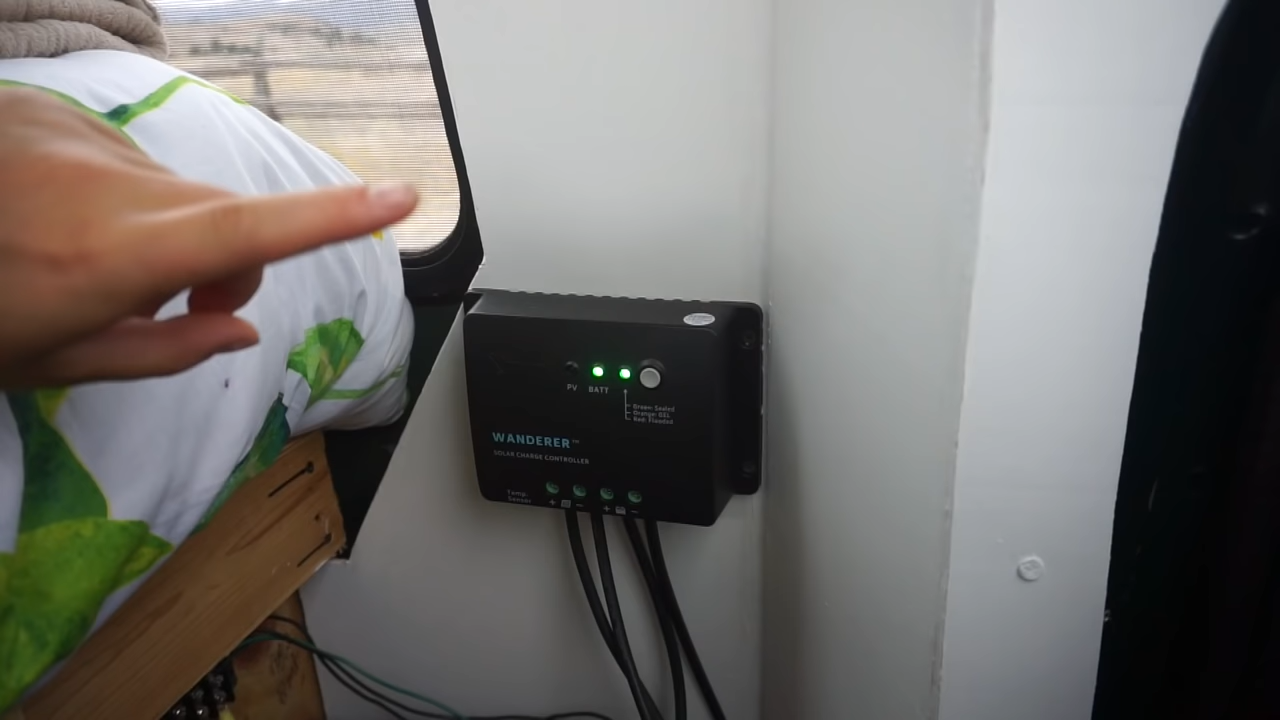 PV BATT
Green: Sealed
Orange: GEL
Red: Flooded
WANDERER™
SOLAR CHARGE CONTROLLER
Temp.
Sensor
+ - + -